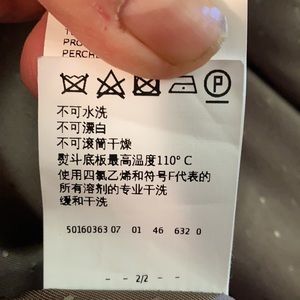 PRO
PERCHE
P
不可水洗
不可漂白
不可滚筒干燥
熨斗底板最高温度110° C
使用四氯乙烯和符号F代表的
所有溶剂的专业干洗
缓和干洗
50160363 07 01 46 632 0
– – 2/2 – –